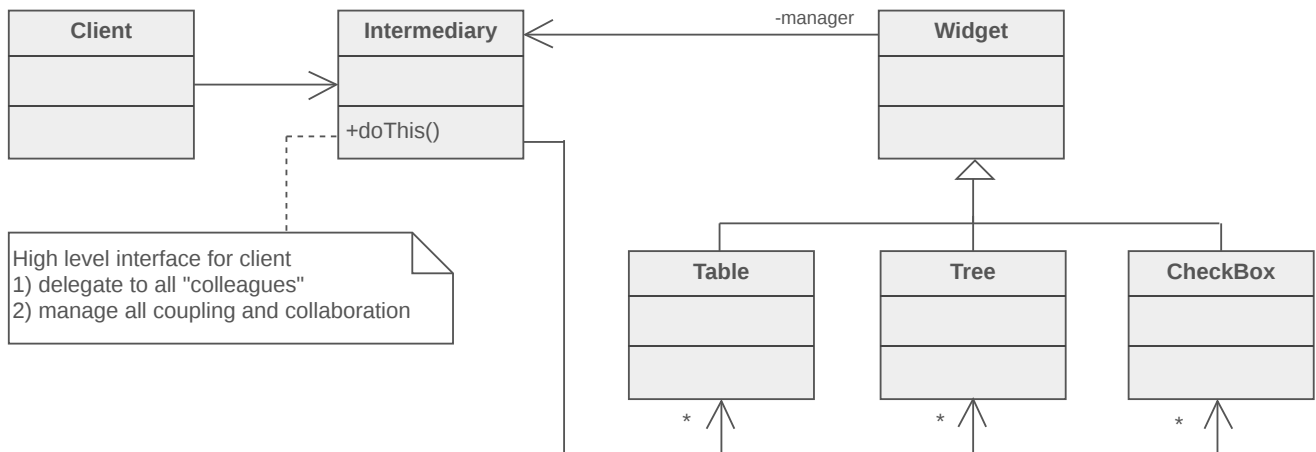 -manager
Client
Intermediary
Widget
+doThis()
High level interface for client
1) delegate to all "colleagues"
2) manage all coupling and collaboration
Table
Tree
CheckBox
*
*
*